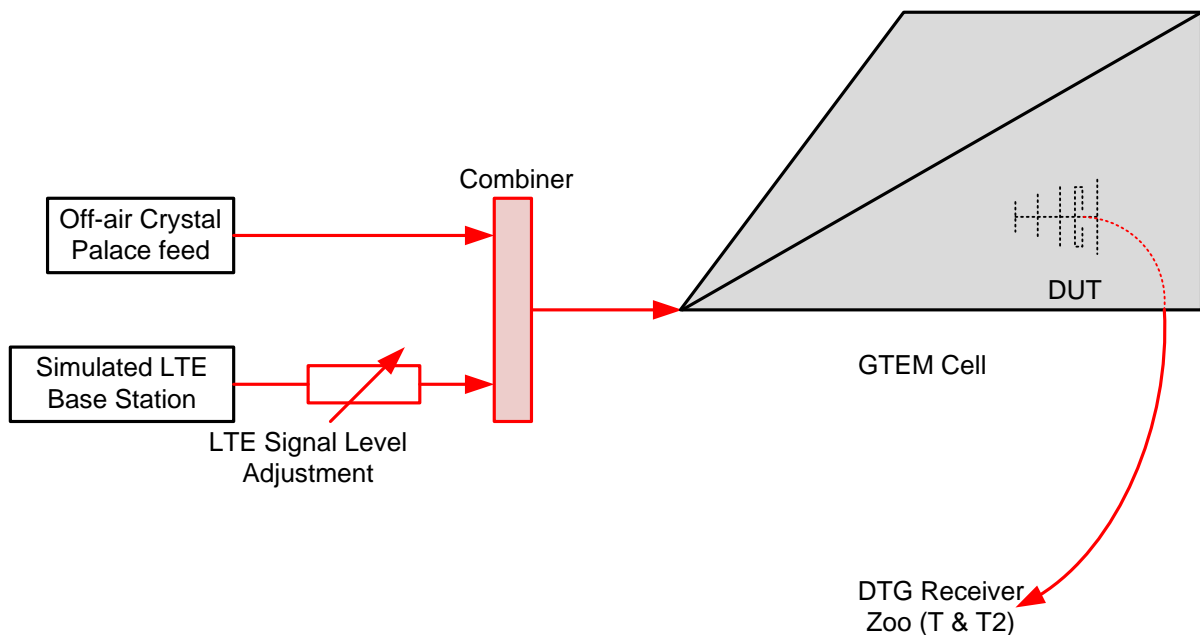 Combiner
Off-air Crystal
Palace feed
Simulated LTE
Base Station
LTE Signal Level
Adjustment
DUT
GTEM Cell
DTG Receiver
Zoo (T & T2)